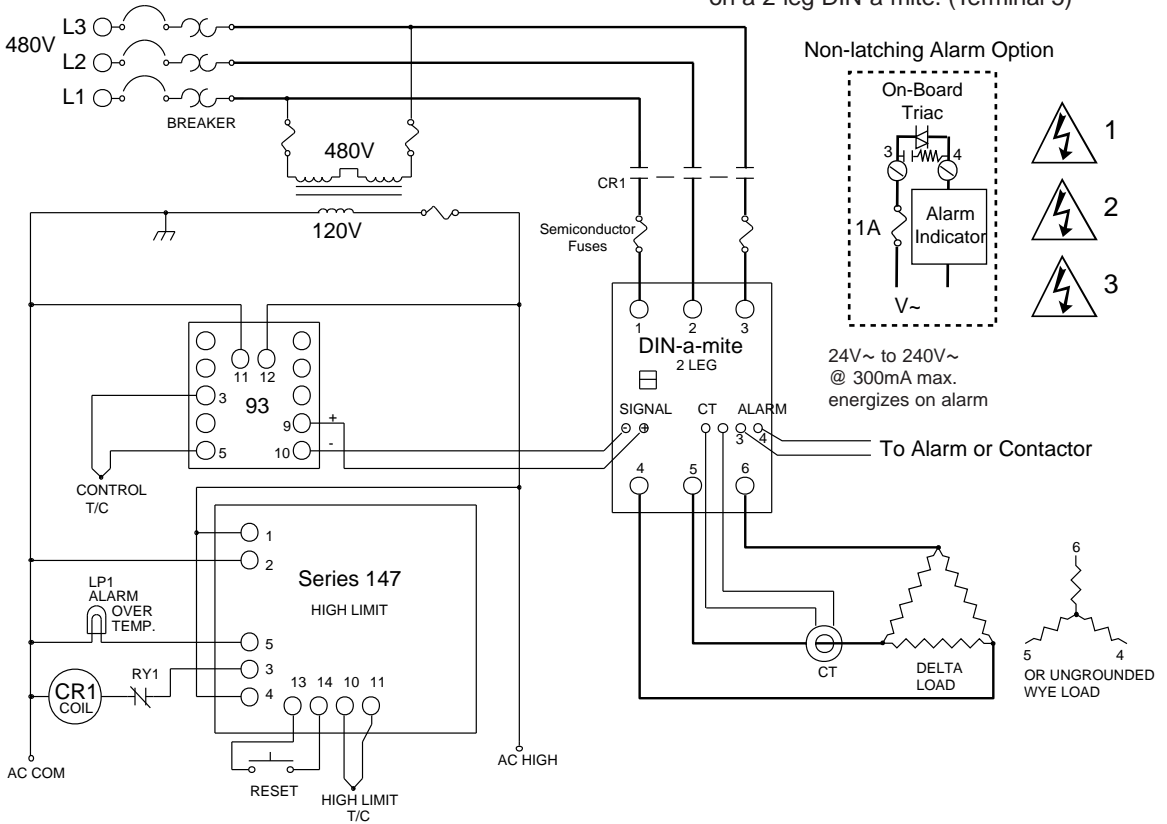 on a 2 leg DIN-a-mite. (Terminal 5)
480V
L3
L2
L1
BREAKER
480V
120V
CR1
Semiconductor
Fuses
Non-latching Alarm Option
On-Board
Triac
3
4
1A
Alarm
Indicator
V~
24V~ to 240V~
@ 300mA max.
energizes on alarm
1
2
3
1
2
3
DIN-a-mite
2 LEG
SIGNAL
CT
ALARM
-
+
3
4
4
5
6
To Alarm or Contactor
11
12
3
93
9
+
5
10
-
CONTROL
T/C
1
2
Series 147
HIGH LIMIT
LP1
ALARM
OVER
TEMP.
5
3
4
RY1
CR1
COIL
13
14
10
11
AC COM
RESET
HIGH LIMIT
T/C
AC HIGH
CT
DELTA
LOAD
6
5
4
OR UNGROUNDED
WYE LOAD